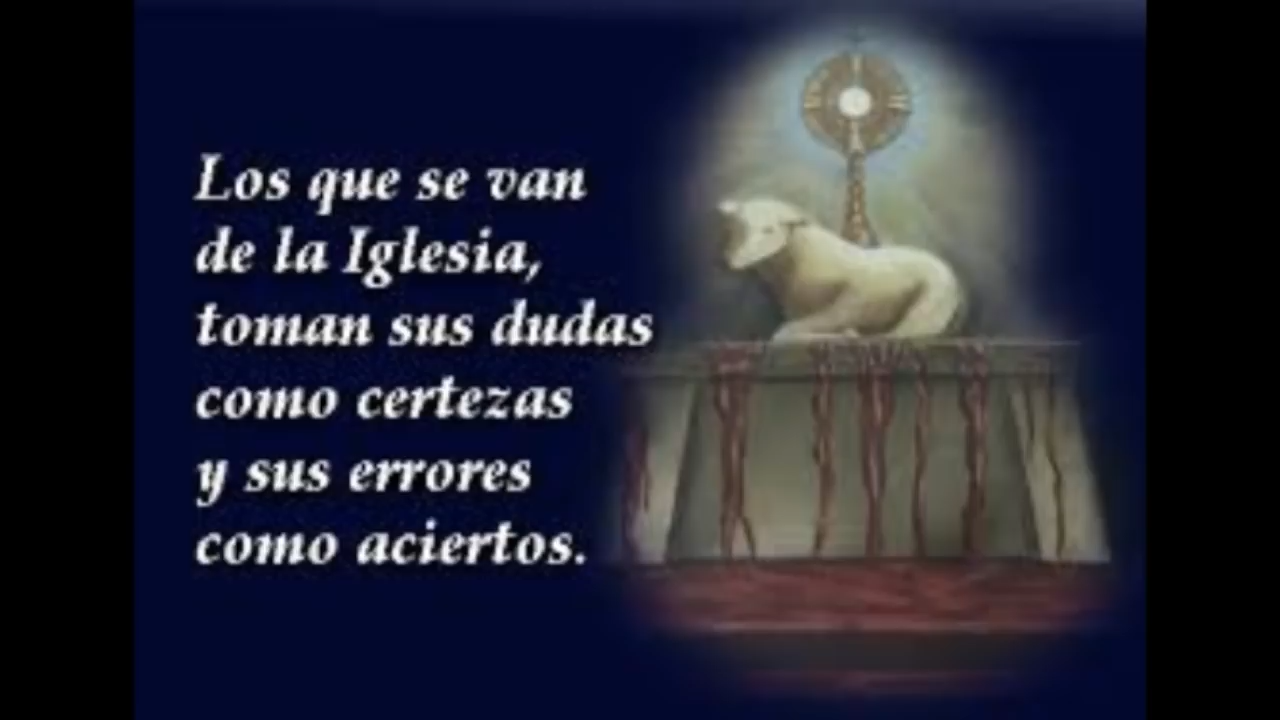 Los que se van
de la Iglesia,
toman sus dudas
como certezas
y sus errores
como aciertos.